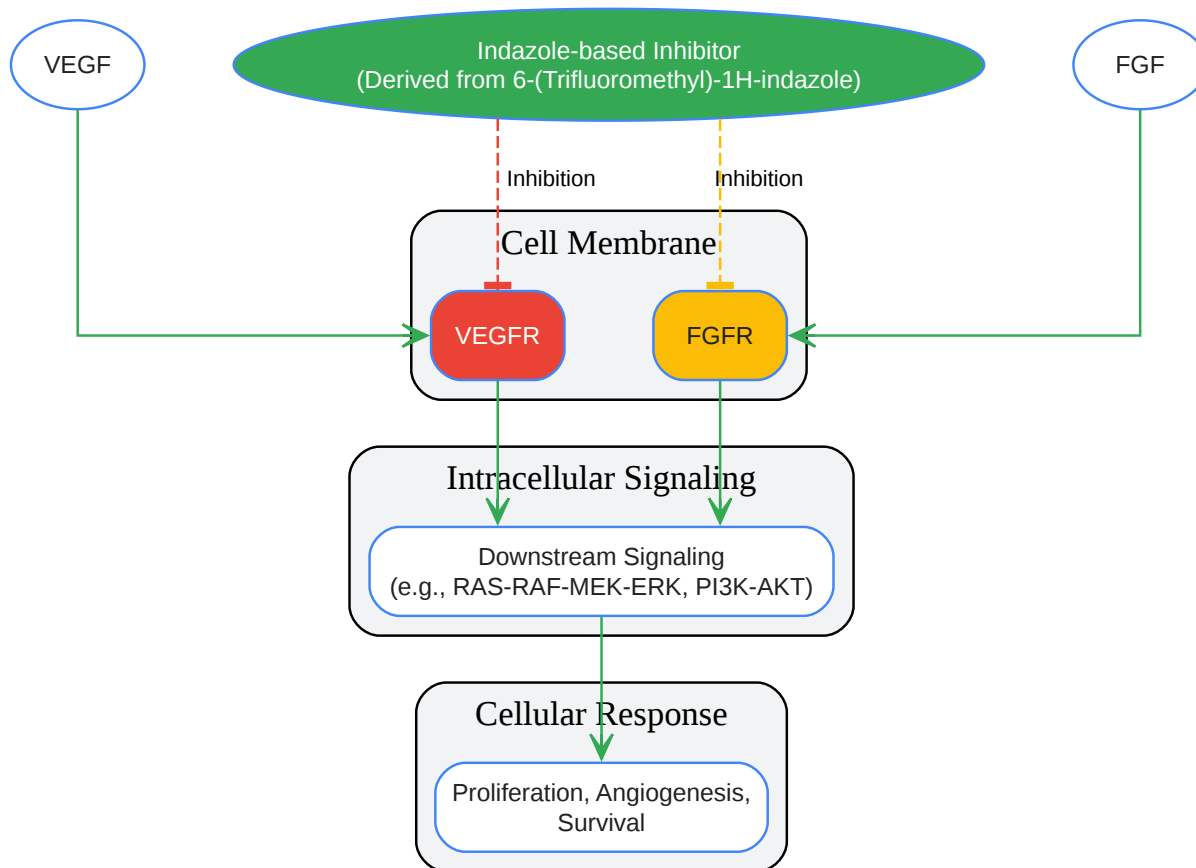 VEGF
Indazole-based Inhibitor
(Derived from 6-(Trifluoromethyl)-1H-indazole)
FGF
Inhibition
Inhibition
Cell Membrane
VEGFR
FGFR
Intracellular Signaling
Downstream Signaling
(e.g., RAS-RAF-MEK-ERK, PI3K-AKT)
Cellular Response
Proliferation, Angiogenesis,
Survival